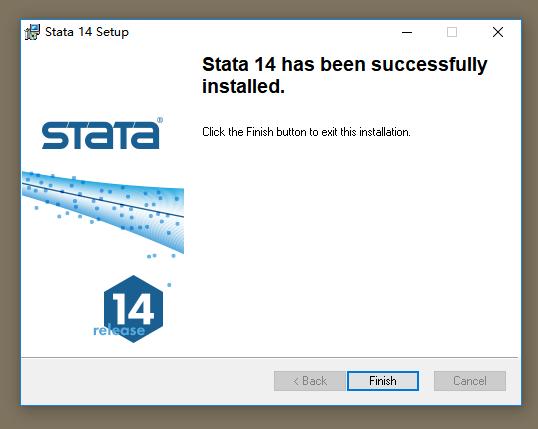 Stata 14 Setup
Stata 14 has been successfully
installed.
Click the Finish button to exit this installation.
STATA®
14
release
< Back
Finish
Cancel